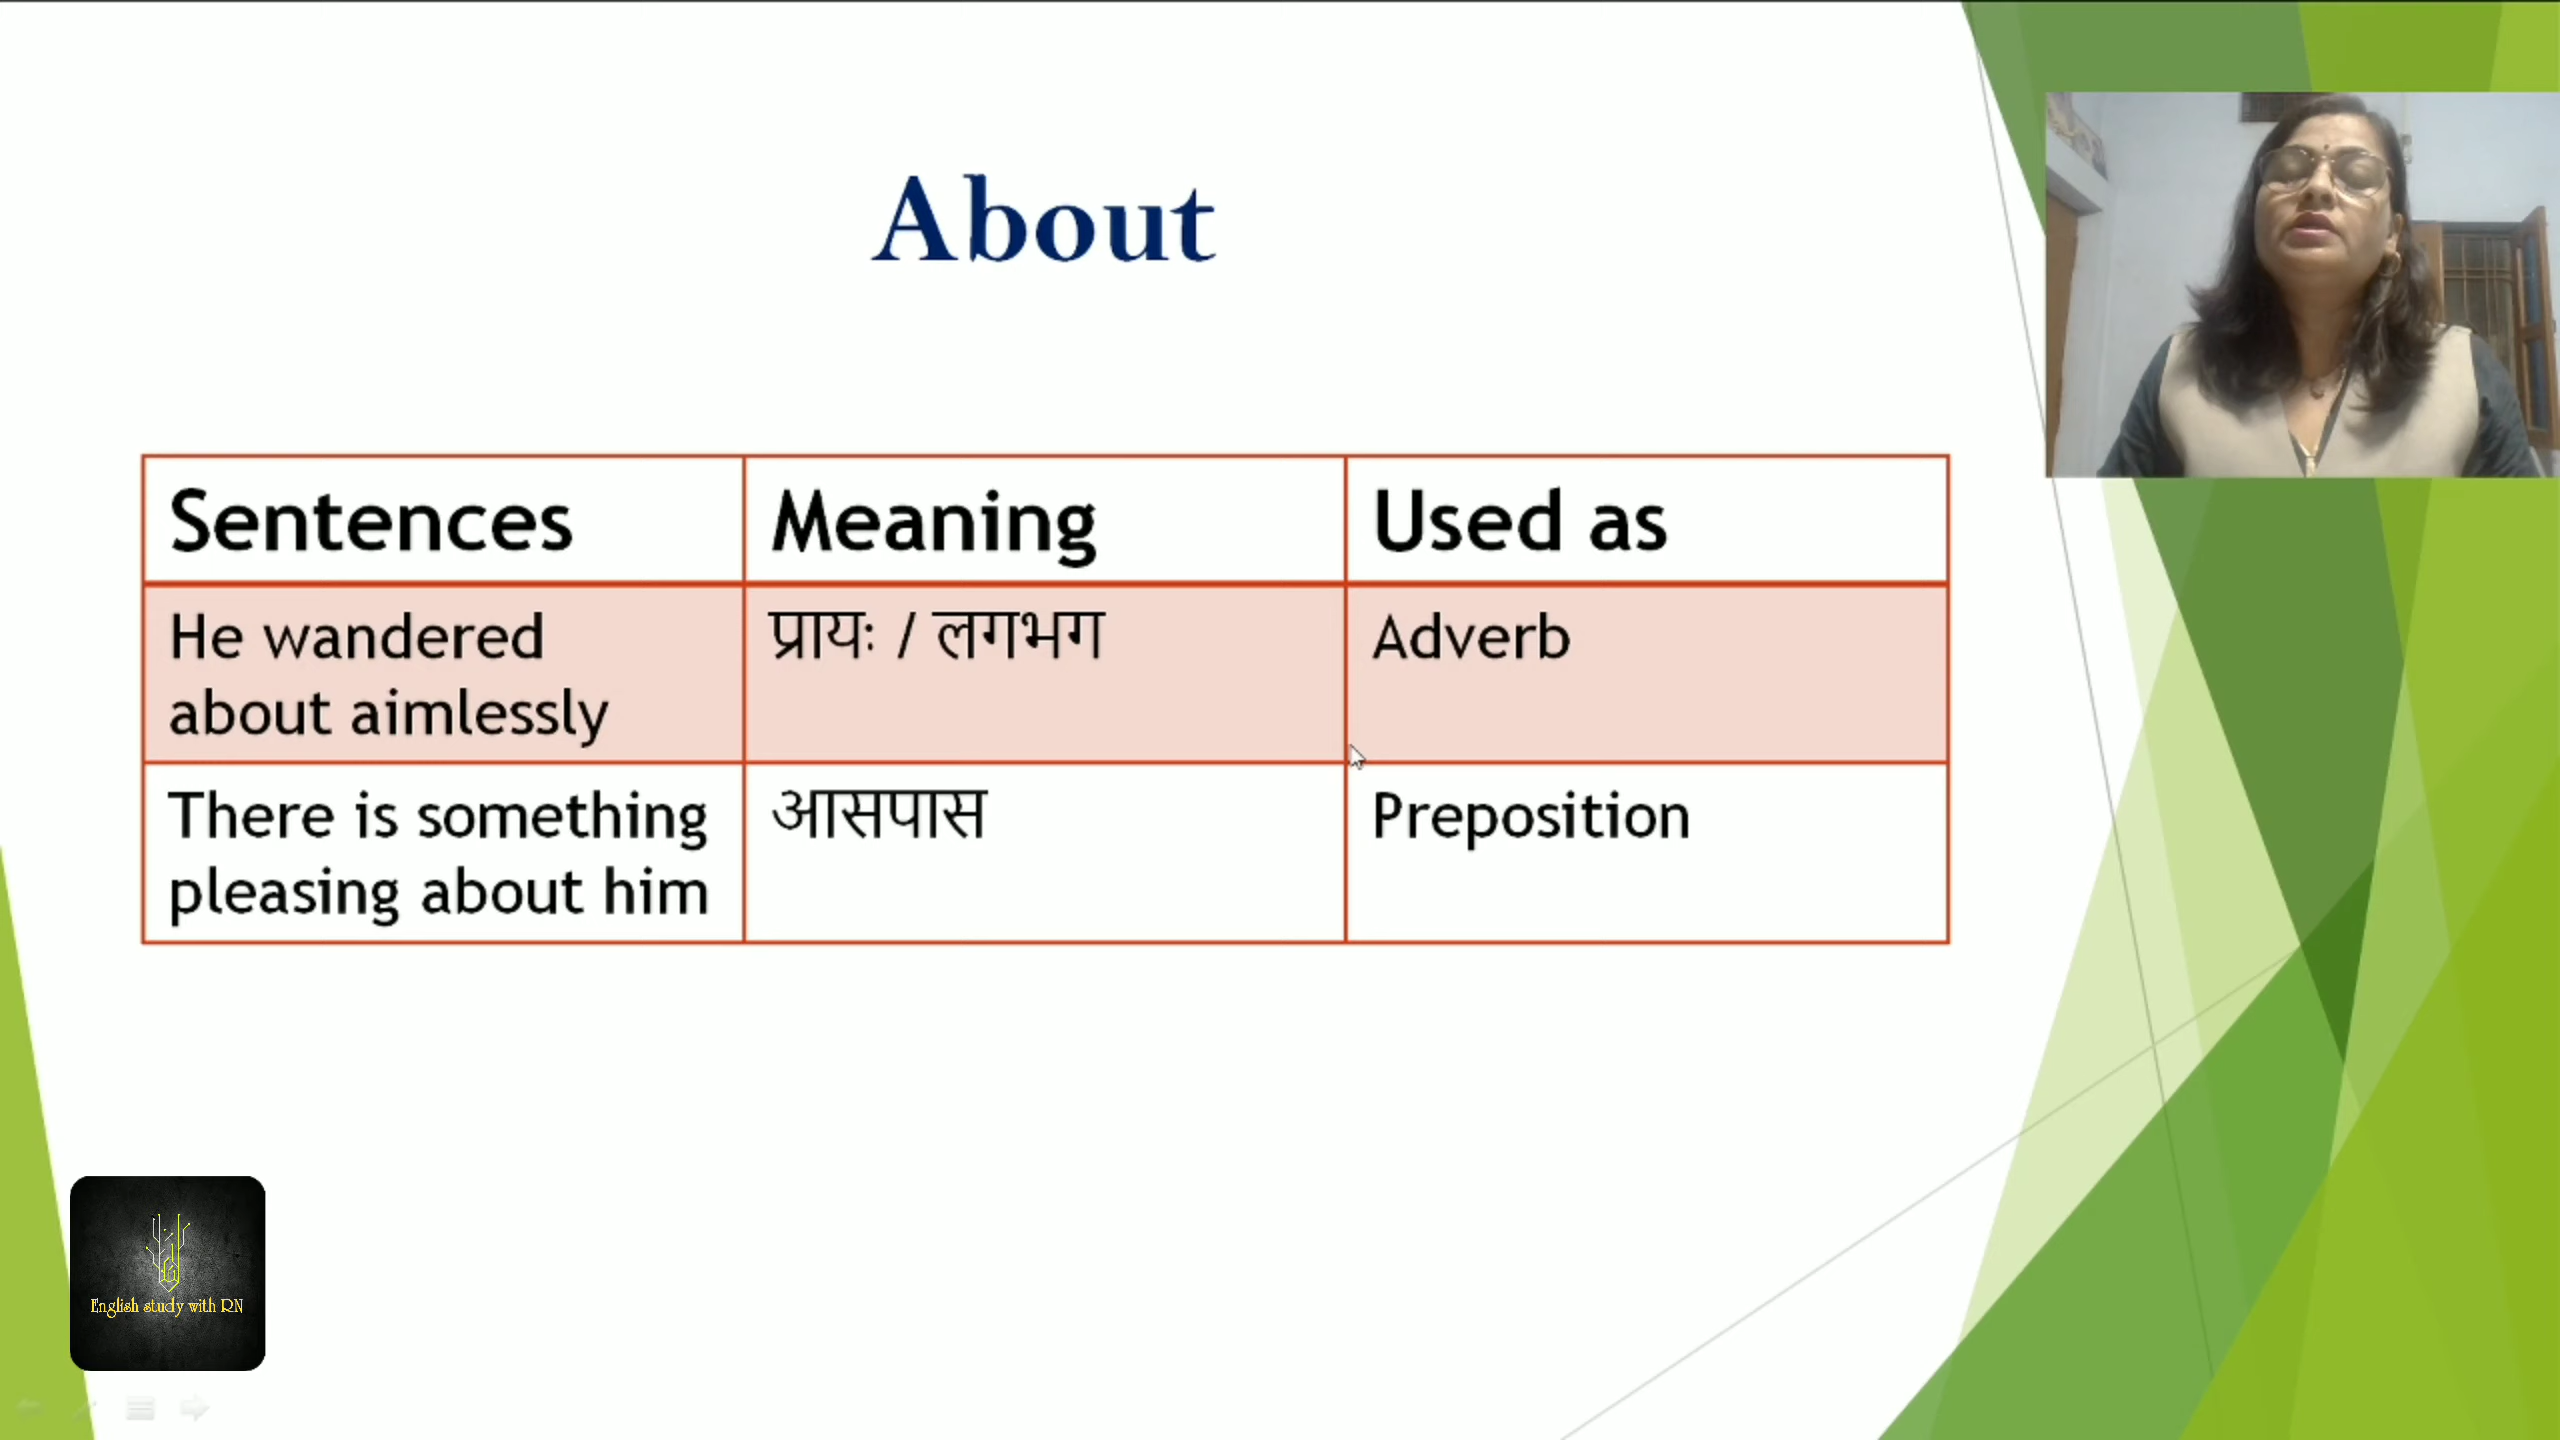 About
Sentences
Meaning
Used as
He wandered
about aimlessly
प्रायः / लगभग
Adverb
There is something
pleasing about him
आसपास
Preposition
English study with RN